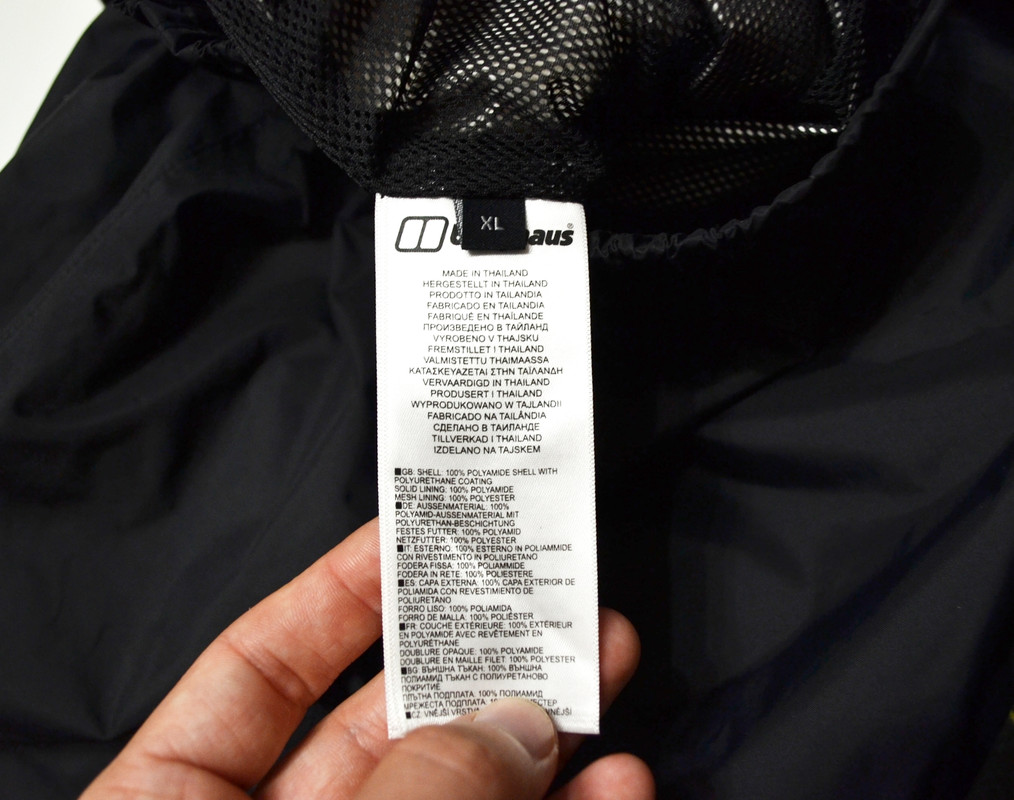 XL
MADE IN THAILAND
HERGESTELLT IN THAILAND
PRODOTTO IN TAILANDIA
FABRICADO EN TAILANDIA
FABRIQUÉ EN THAÏLANDE
ПРОИЗВЕДЕНО В ТАЙЛАНД
VYROBENO V THAJSKU
FREMSTILLET I THAILAND
VALMISTETTU THAIMAASSA
ΚΑΤΑΣΚΕΥΑΖΕΤΑΙ ΣΤΗΝ ΤΑΪΛΑΝΔΗ
VERVAARDIGD IN THAILAND
PRODUSERT I THAILAND
WYPRODUKOWANO W TAJLANDII
FABRICADO NA TAILÂNDIA
СДЕЛАНО В ТАИЛАНДЕ
TILLVERKAD I THAILAND
IZDELANO NA TAJSKEM
■GB: SHELL: 100% POLYAMIDE SHELL WITH
POLYURETHANE COATING
SOLID LINING: 100% POLYAMIDE
MESH LINING: 100% POLYESTER
■DE: AUSSENMATERIAL: 100%
POLYAMID-AUSSENMATERIAL MIT
POLYURETHAN-BESCHICHTUNG
FESTES FUTTER: 100% POLYAMID
NETZFUTTER: 100% POLYESTER
■IT: ESTERNO: 100% ESTERNO IN POLIAMMIDE
CON RIVESTIMENTO IN POLIURETANO
FODERA FISSA: 100% POLIAMMIDE
FODERA IN RETE: 100% POLIESTERE
■ES: CAPA EXTERNA: 100% CAPA EXTERIOR DE
POLIAMIDA CON REVESTIMIENTO DE
POLIURETANO
FORRO LISO: 100% POLIAMIDA
FORRO DE MALLA: 100% POLIÉSTER
■FR: COUCHE EXTÉRIEURE: 100% EXTÉRIEUR
EN POLYAMIDE AVEC REVÊTEMENT EN
POLYURÉTHANE
DOUBLURE OPAQUE: 100% POLYAMIDE
DOUBLURE EN MAILLE FILET: 100% POLYESTER
■BG: ВЪНШНА ТЪКАН: 100% ВЪНШНА
ПОЛИАМИД ТЪКАН С ПОЛИУРЕТАНОВО
ПОКРИТИЕ
ПЛЪТНА ПОДПЛАТА: 100% ПОЛИАМИД
МРЕЖЕСТА ПОДПЛАТА:
■CZ: VNĚJŠÍ